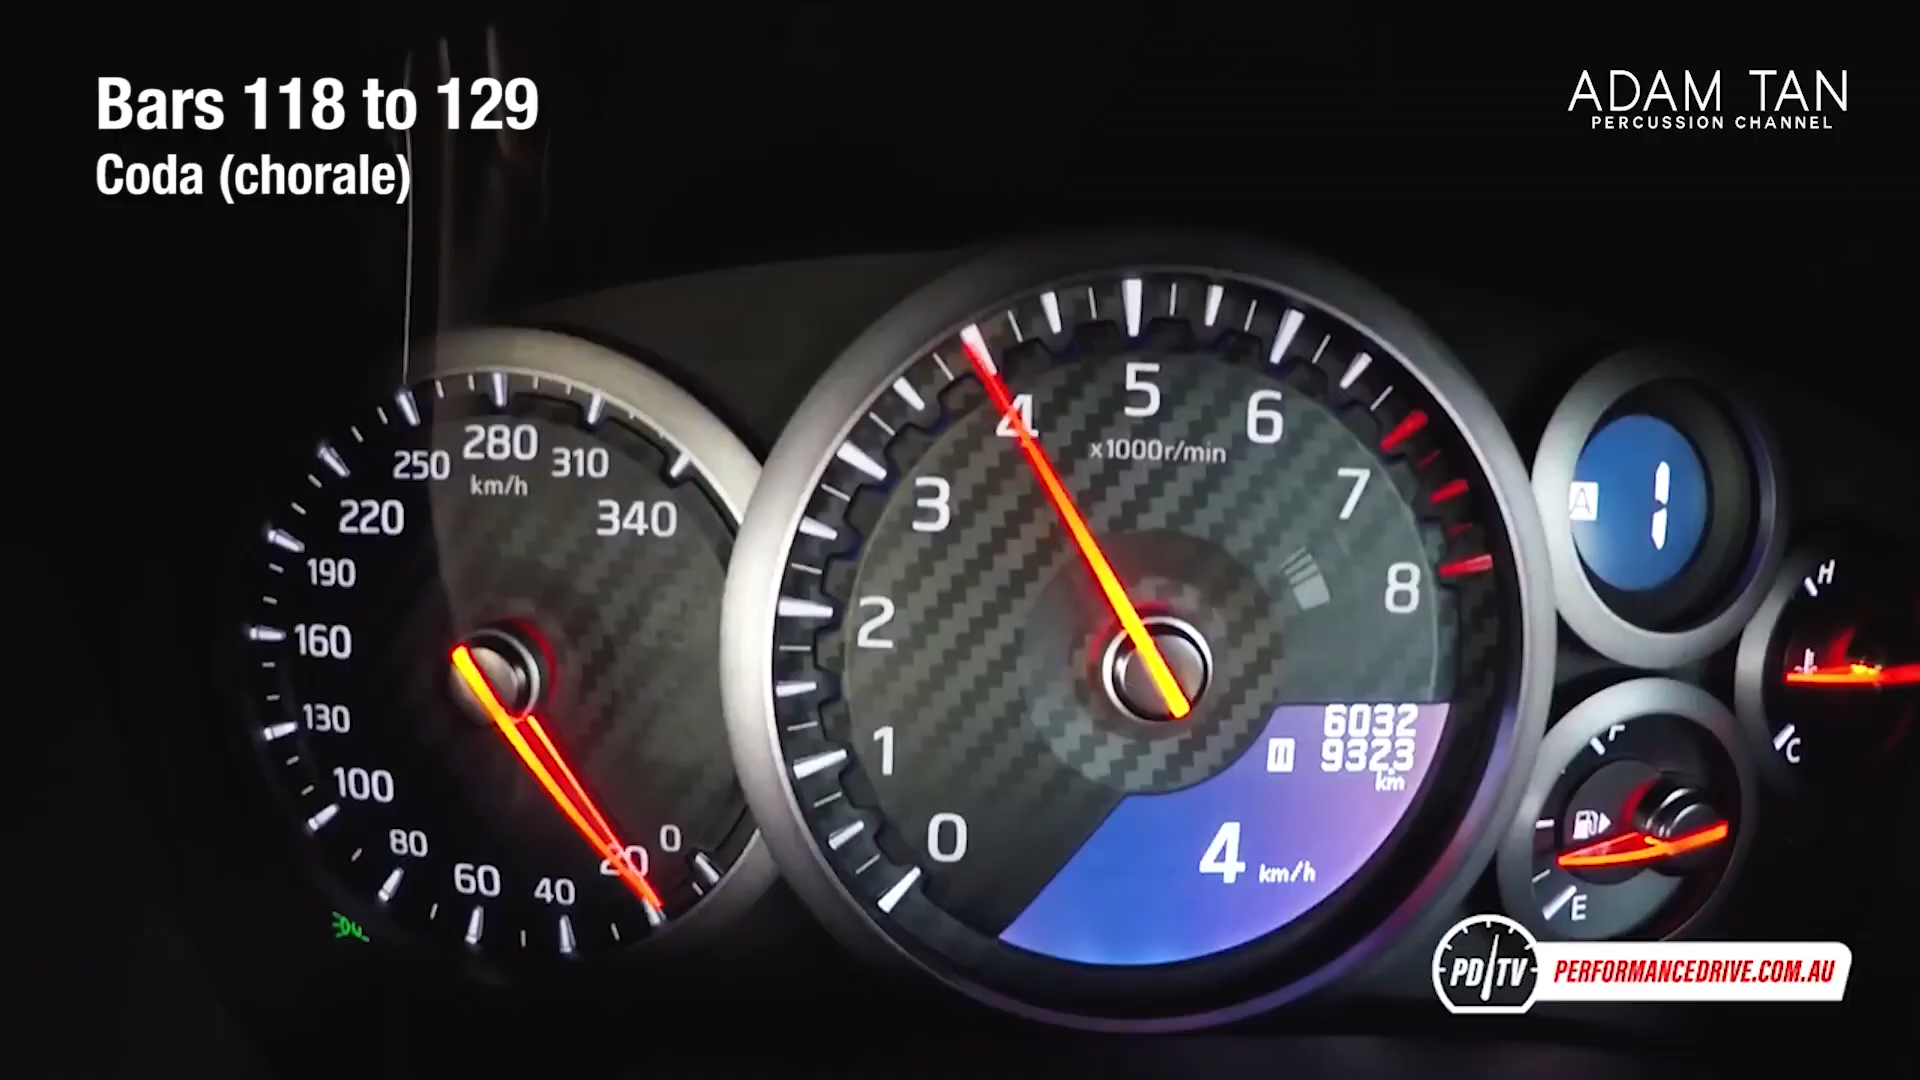 Bars 118 to 129
Coda (chorale)
ADAM TAN
PERCUSSION CHANNEL
280
250
310
km/h
220
340
190
160
130
100
80
60
40
20
0
5
4
6
x1000r/min
3
7
2
8
1
0
6032
9323
km
4 km/h
A 1
H
C
F
E
PD TV
PERFORMANCEDRIVE.COM.AU